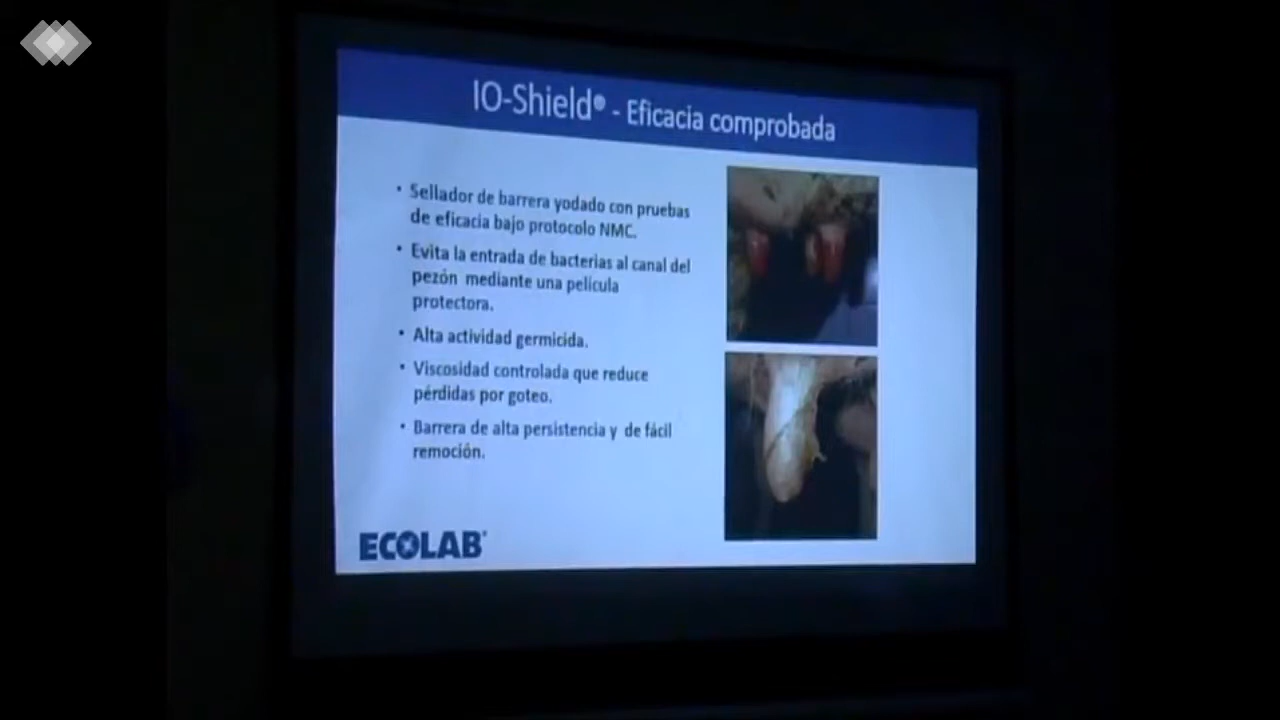 IO-Shield® - Eficacia comprobada
• Sellador de barrera yodado con pruebas
de eficacia bajo protocolo NMC.
• Evita la entrada de bacterias al canal del
pezón mediante una película
protectora.
• Alta actividad germicida.
• Viscosidad controlada que reduce
pérdidas por goteo.
• Barrera de alta persistencia y de fácil
remoción.
ECOLAB®